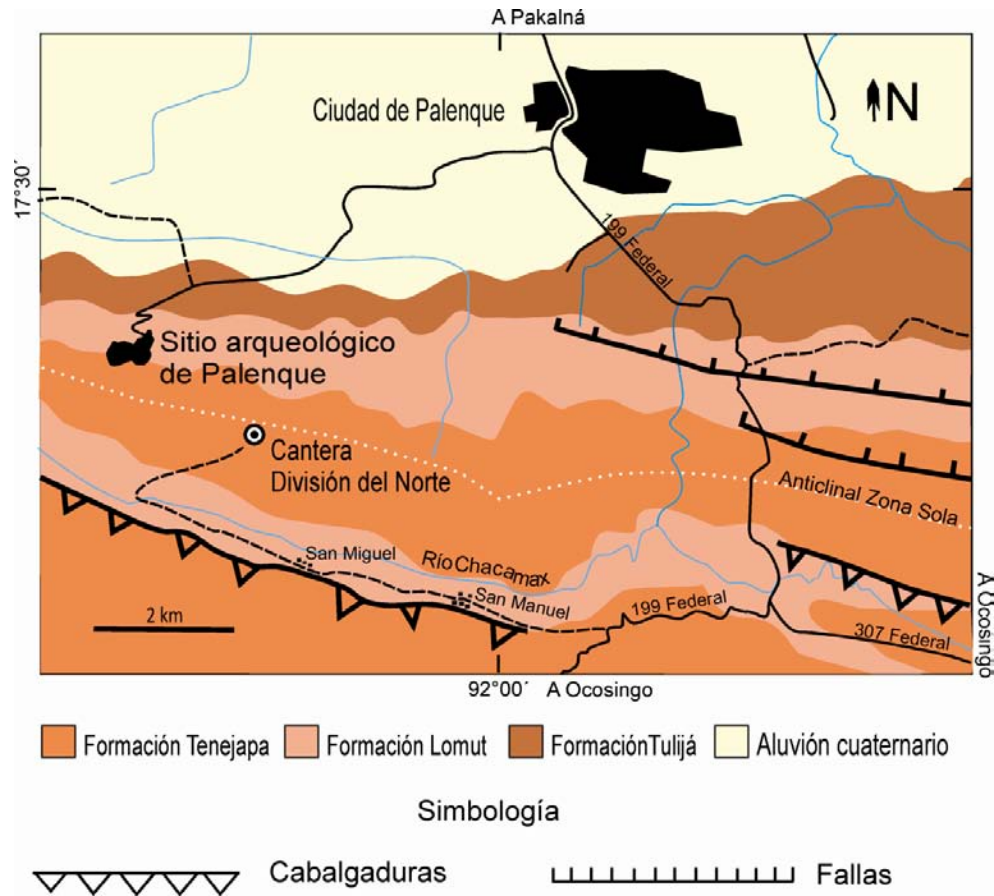 A Pakalná
Ciudad de Palenque
N
17°30´
199 Federal
Sitio arqueológico
de Palenque
Cantera
División del Norte
Anticlinal Zona Sola
San Miguel
Río Chacamax
San Manuel
199 Federal
307 Federal
2 km
A Ocosingo
92°00´ A Ocosingo
Formación Tenejapa
Formación Lomut
FormaciónTulijá
Aluvión cuaternario
Simbología
Cabalgaduras
Fallas